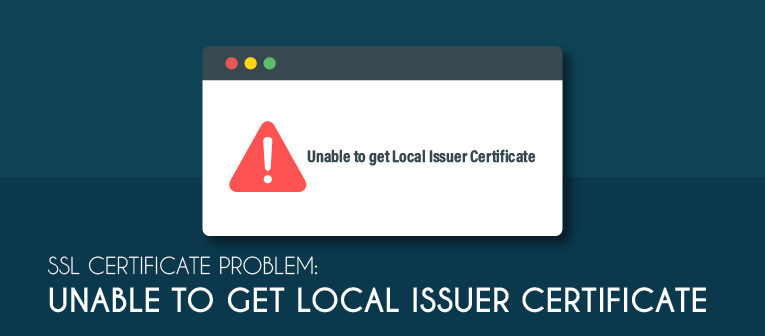 Unable to get Local Issuer Certificate
SSL CERTIFICATE PROBLEM:
UNABLE TO GET LOCAL ISSUER CERTIFICATE